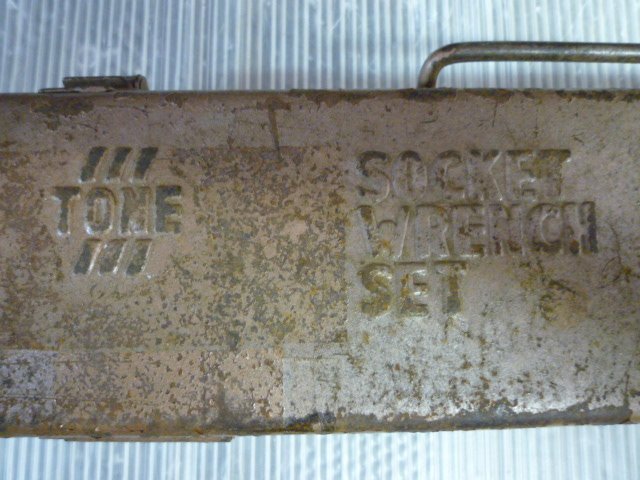 TONE
SOCKET
WRENCH
SET